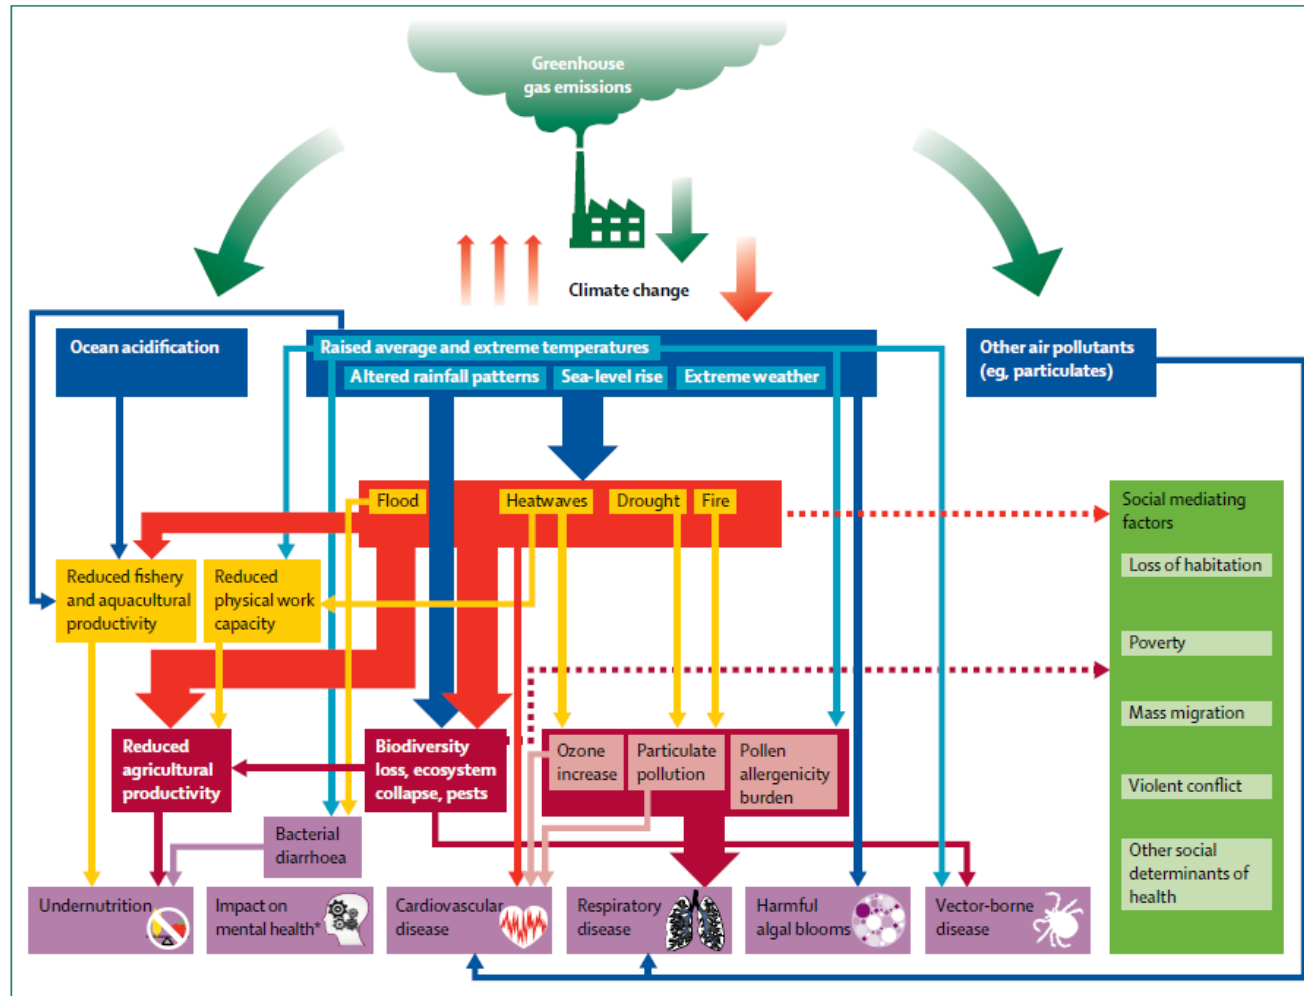 Greenhouse
gas emissions
Climate change
Ocean acidification
Raised average and extreme temperatures
Altered rainfall patterns
Sea-level rise
Extreme weather
Other air pollutants
(eg, particulates)
Flood
Heatwaves
Drought
Fire
Social mediating
factors
Loss of habitation
Poverty
Mass migration
Violent conflict
Other social
determinants of
health
Reduced fishery
and aquacultural
productivity
Reduced
physical work
capacity
Reduced
agricultural
productivity
Biodiversity
loss, ecosystem
collapse, pests
Ozone
increase
Particulate
pollution
Pollen
allergenicity
burden
Bacterial
diarrhoea
Undernutrition
Impact on
mental health*
Cardiovascular
disease
Respiratory
disease
Harmful
algal blooms
Vector-borne
disease